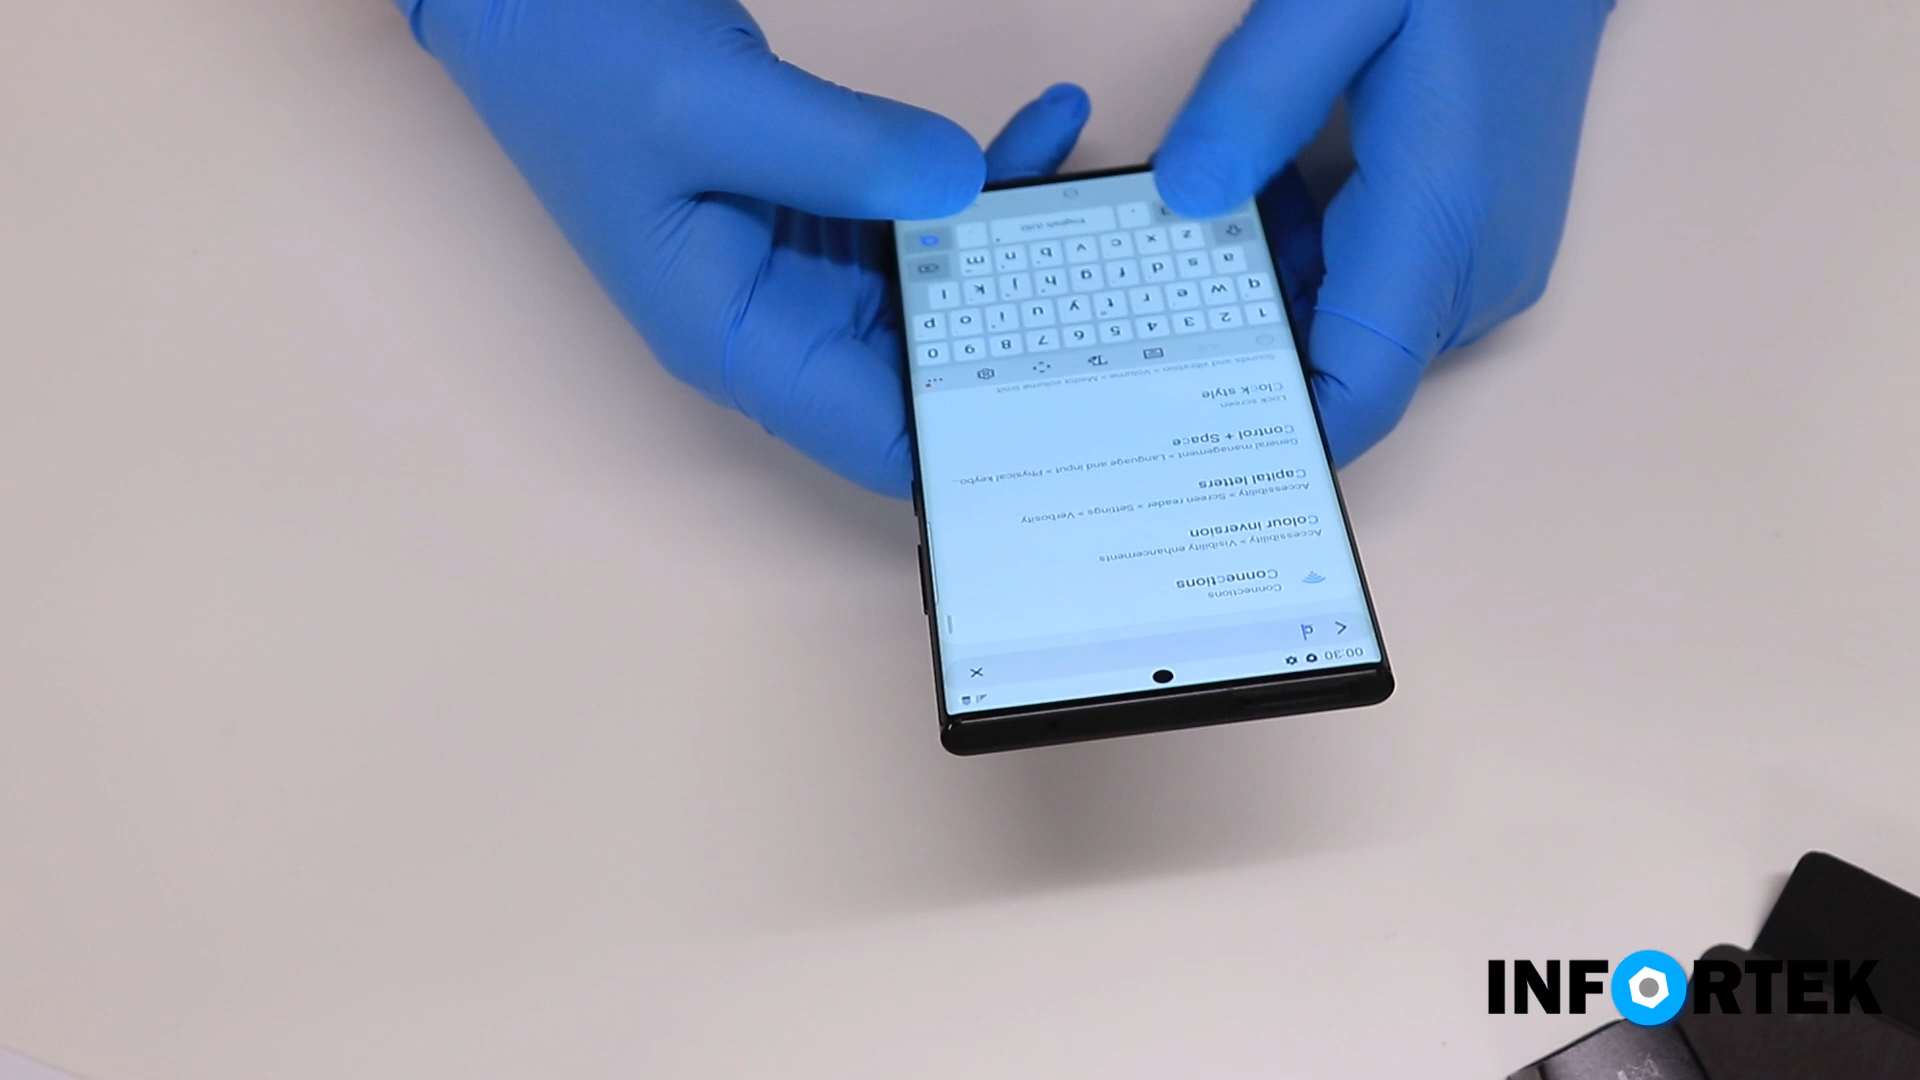 00:30
c
Connections
Connections
Colour inversion
Accessibility > Visibility enhancements
Capital letters
Accessibility > Screen reader > Settings > Verbosity
Control + Space
General management > Language and input > Physical keybo...
Clock style
Lock screen
Sounds and vibration > Volume > Media volume limit
1 2 3 4 5 6 7 8 9 0
q w e r t y u i o p
a s d f g h j k l
z x c v b n m
English
INFORTEK